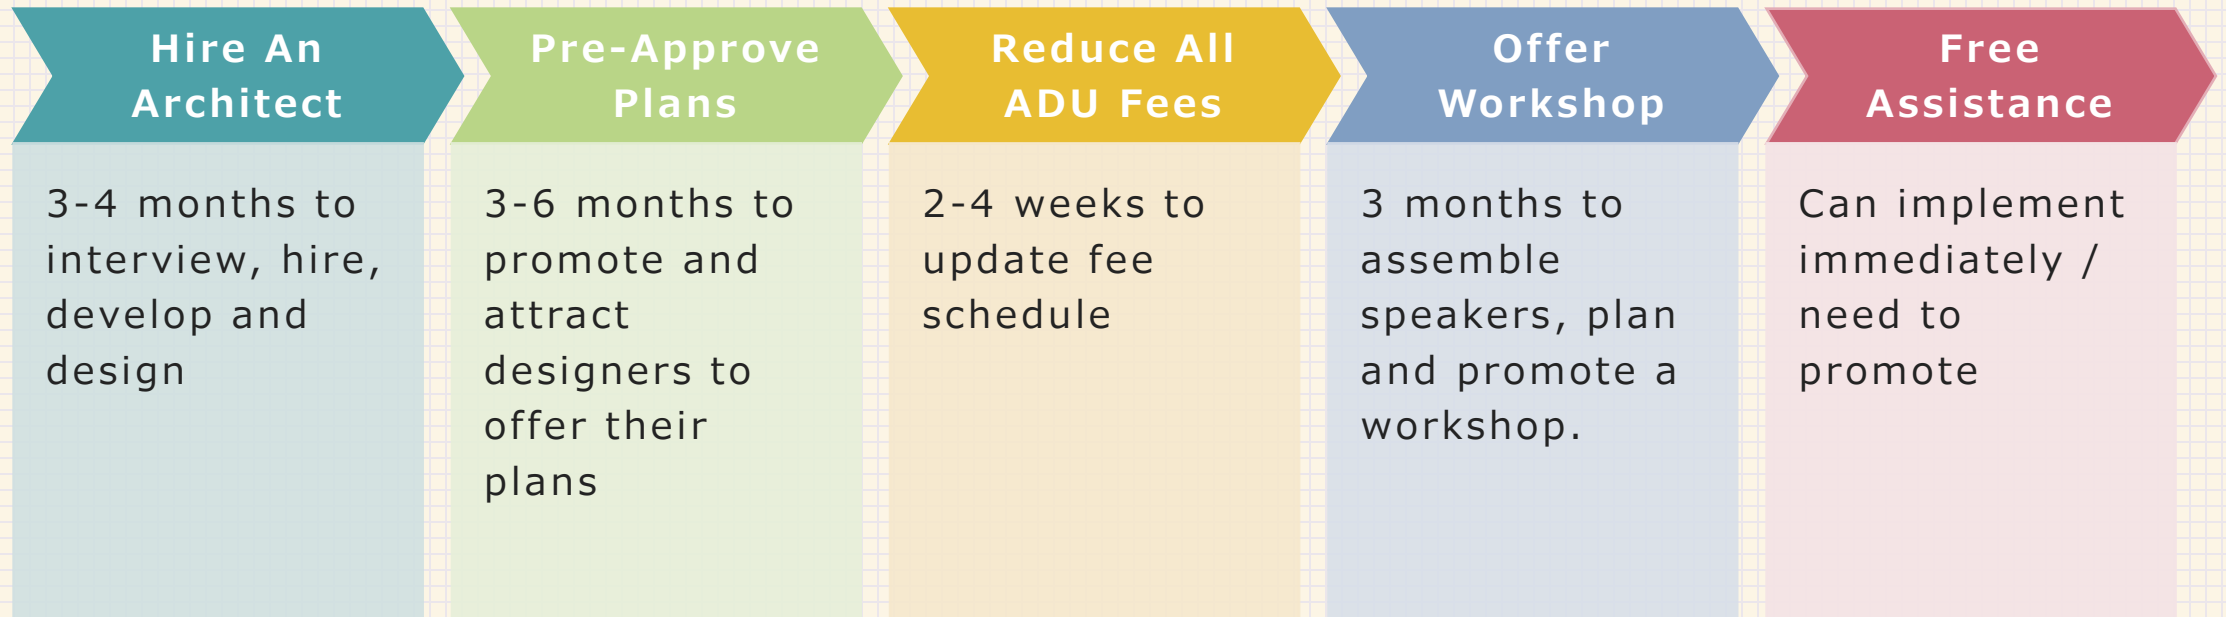 Hire An
Architect
3-4 months to
interview, hire,
develop and
design
Pre-Approve
Plans
3-6 months to
promote and
attract
designers to
offer their
plans
Reduce All
ADU Fees
2-4 weeks to
update fee
schedule
Offer
Workshop
3 months to
assemble
speakers, plan
and promote a
workshop.
Free
Assistance
Can implement
immediately /
need to
promote